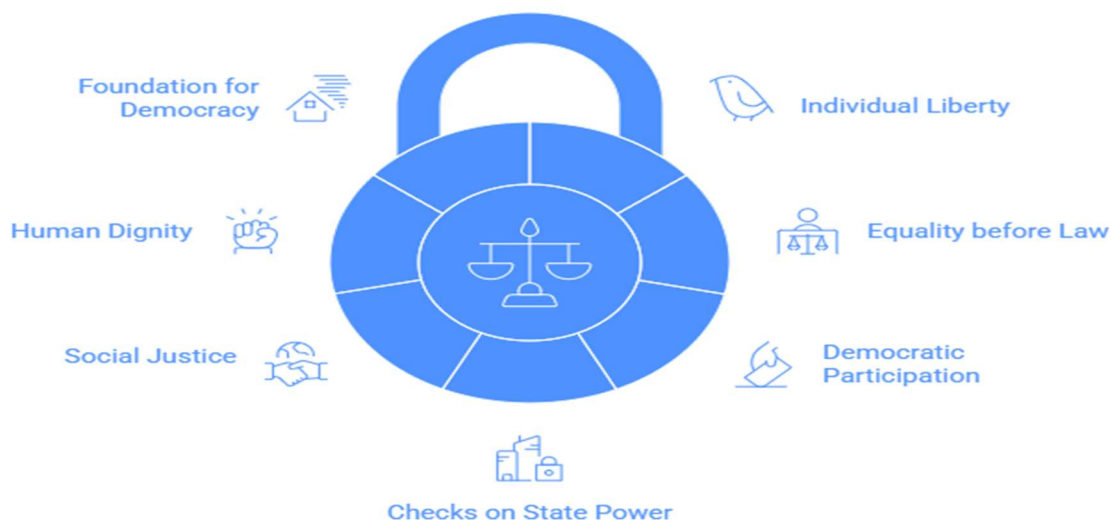 Foundation for
Democracy
Individual Liberty
Human Dignity
Equality before Law
Social Justice
Democratic
Participation
Checks on State Power